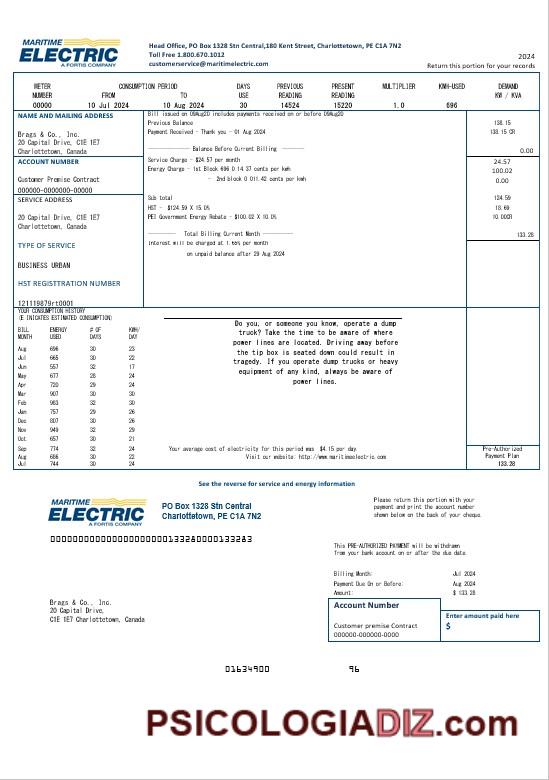 MARITIME
ELECTRIC
A FORTIS COMPANY
Head Office, PO Box 1328 Stn Central,180 Kent Street, Charlottetown, PE C1A 7N2
Toll Free 1.800.670.1012
customerservice@maritimelectric.com
2024
Return this portion for your records
METER CONSUMPTION PERIOD DAYS PREVIOUS PRESENT MULTIPLIER KWH-USED DEMAND
NUMBER FROM TO USE READING READING KW / KVA
00000 10 Jul 2024 10 Aug 2024 30 14524 15220 1.0 696
NAME AND MAILING ADDRESS
Brags & Co., Inc.
20 Capital Drive, C1E 1E7
Charlottetown, Canada
ACCOUNT NUMBER
Customer Premise Contract
000000-0000000-00000
SERVICE ADDRESS
20 Capital Drive, C1E 1E7
Charlottetown, Canada
TYPE OF SERVICE
BUSINESS URBAN
HST REGISTTRATION NUMBER
121119879rt0001
Bill issued on 09Aug20 includes payments received on or before 09Aug20
Previous Balance 138.15
Payment Received - Thank you - 01 Aug 2024 138.15 CR
Balance Before Current Billing 0.00
Service Charge - $24.57 per month 24.57
Energy Charge - 1st Block 696 @ 14.37 cents per kwh 100.02
- 2nd block 0 @11.42 cents per kwh 0.00
Sub total 124.59
HST - $124.59 X 15.0% 18.69
PEI Government Energy Rebate - $100.02 X 10.0% 10.00CR
Total Billing Current Month 133.28
Interest will be charged at
per month
on unpaid balance after 29 Aug 2024
YOUR CONSUMPTION HISTORY
(E INICATES ESTIMATED CONSUMPTION)
BILL ENERGY # OF KWH/
MONTH USED DAYS DAY
Aug 696 30 23
Jul 665 30 22
Jun 557 32 17
May 677 28 24
Apr 720 29 24
Mar 907 30 30
Feb 983 32 30
Jan 757 29 26
Dec 807 30 26
Nov 949 32 29
Oct 657 30 21
Sep 774 32 24
Aug 686 30 22
Jul 744 30 24
Do you, or someone you know, operate a dump
truck? Take the time to be aware of where
power lines are located. Driving away before
the tip box is seated down could result in
tragedy. If you operate dump trucks or heavy
equipment of any kind, always be aware of
power lines.
Your average cost of electricity for this period was $4.15 per day.
Visit our website: http://www.maritimeelectric.com
Pre-Authorized
Payment Plan
133.28
See the reverse for service and energy information
MARITIME
ELECTRIC
A FORTIS COMPANY
PO Box 1328 Stn Central
Charlottetown, PE C1A 7N2
Please return this portion with your
payment and print the account number
shown below on the back of your cheque.
This PRE-AUTHORIZED PAYMENT will be withdrawn
from your bank account on or after the due date.
Billing Month: Jul 2024
Payment Due On or Before: Aug 2024
Amount: $ 133.28
Brags & Co., Inc.
20 Capital Drive,
C1E 1E7 Charlottetown, Canada
Account Number
Customer premise Contract
000000-000000-0000
Enter amount paid here
$
01634900 96
PSICOLOGIADIZ.com